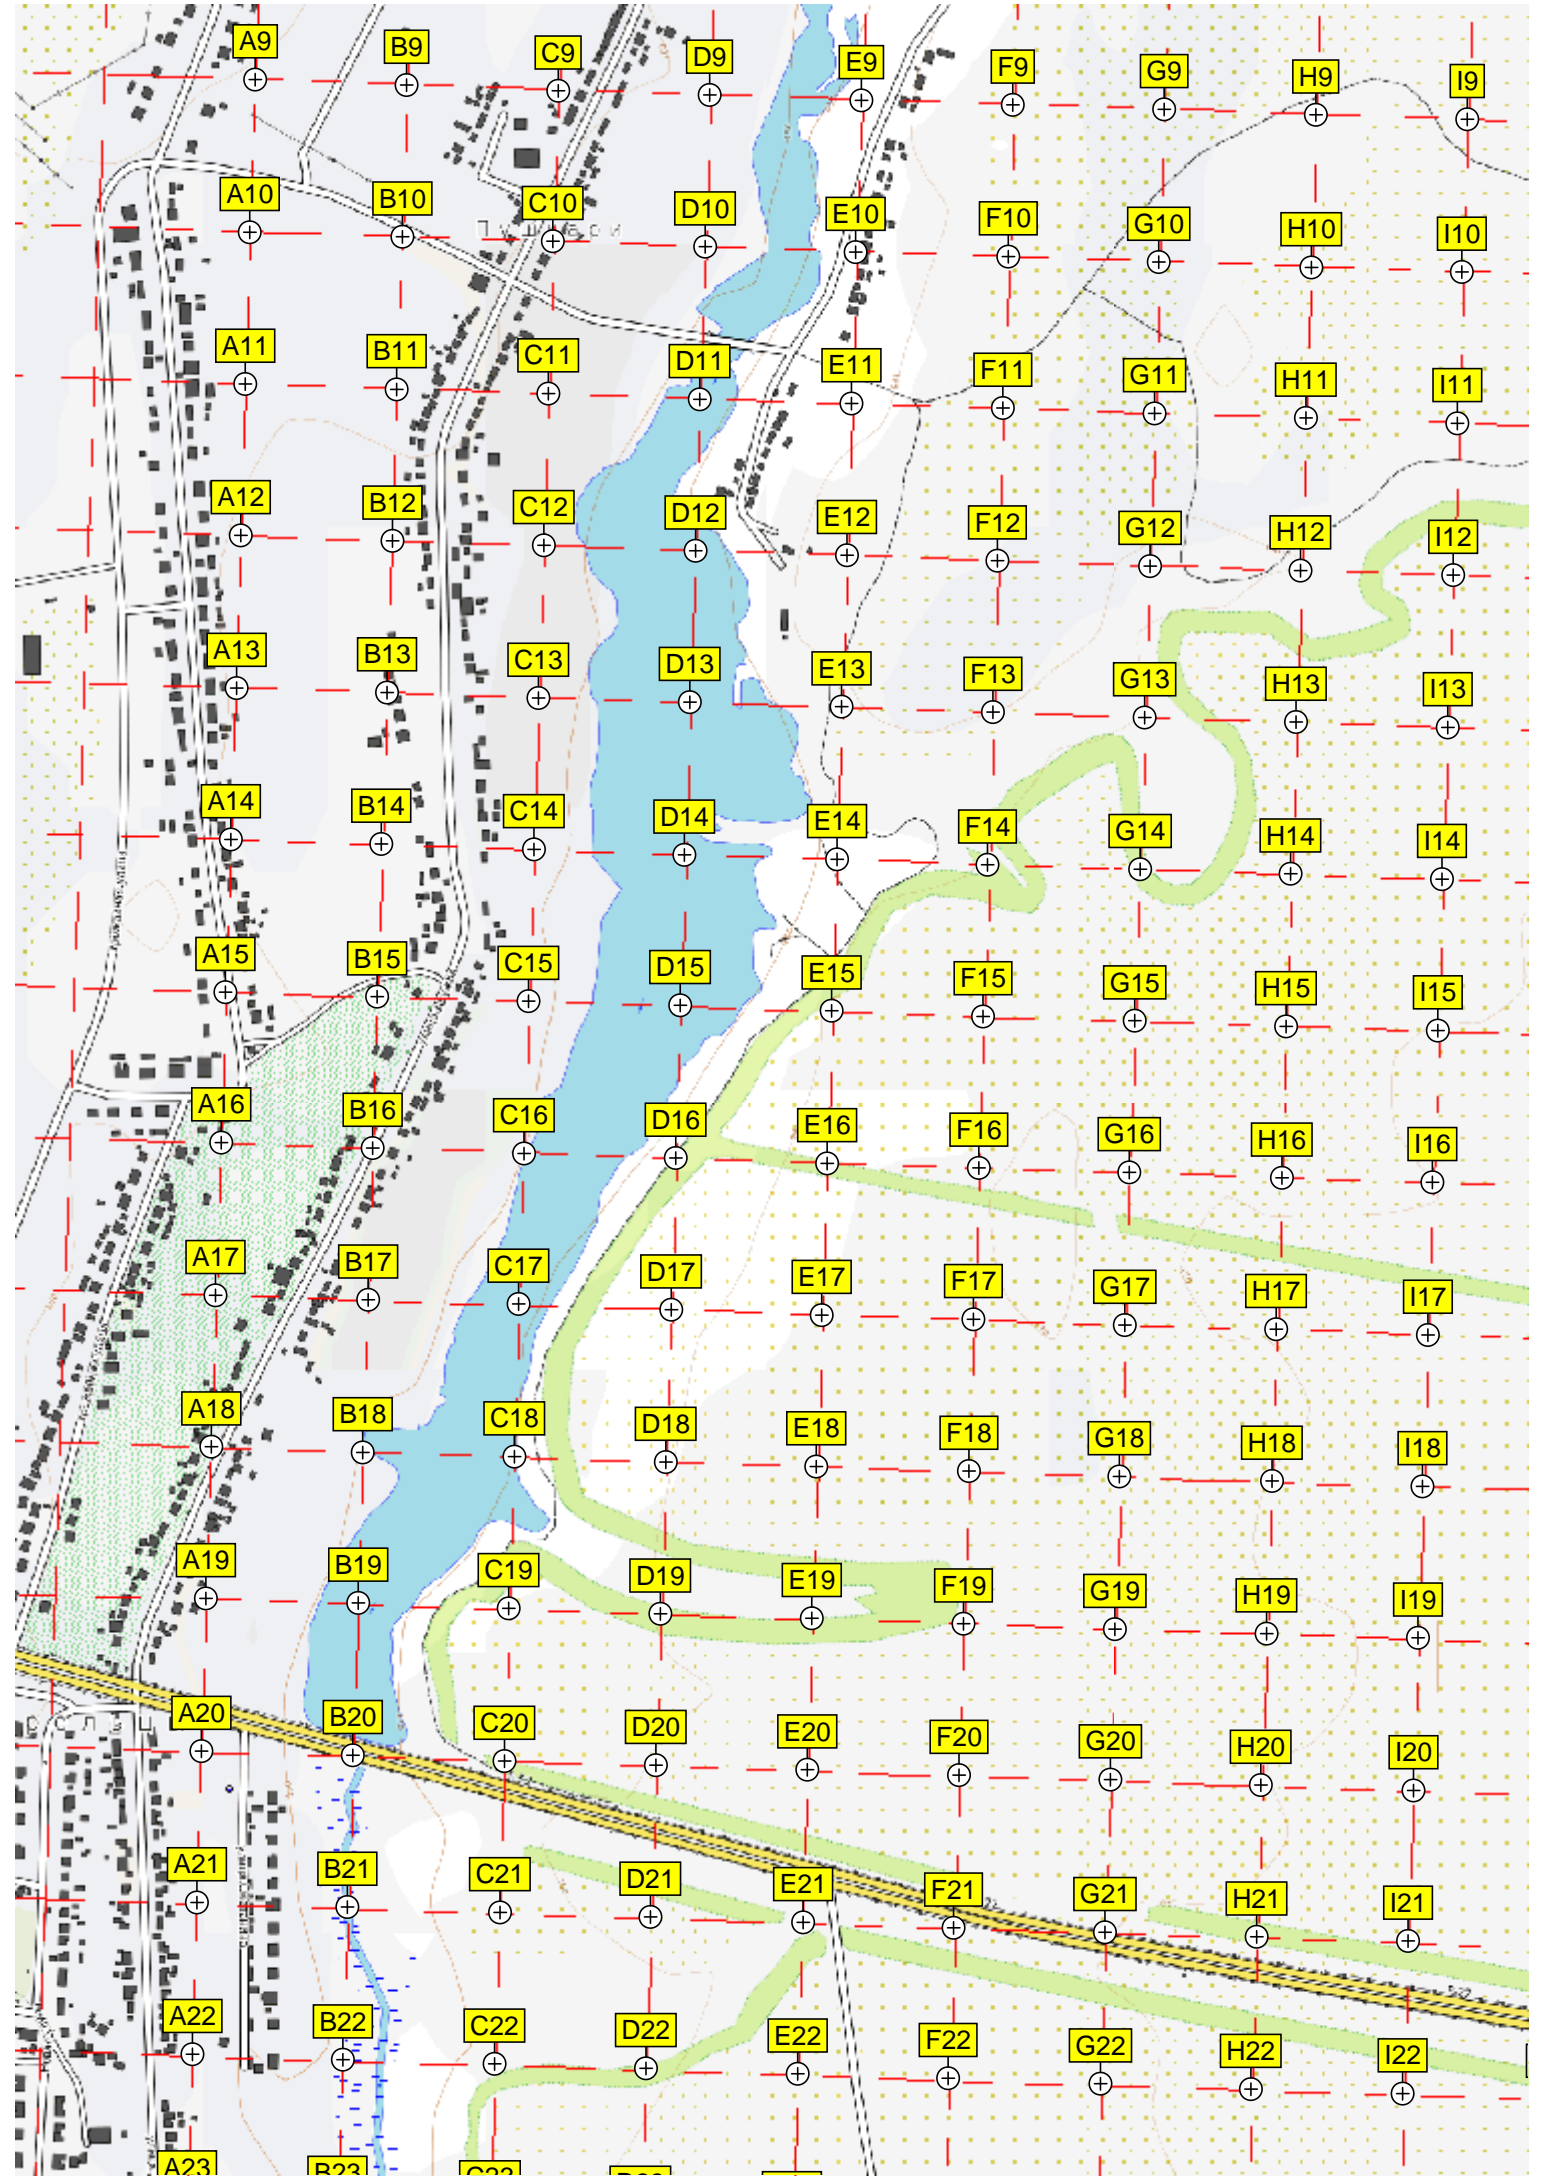 A9 B9 C9 D9 E9 F9 G9 H9 I9
A10 B10 C10 D10 E10 F10 G10 H10 I10
Пушкари
A11 B11 C11 D11 E11 F11 G11 H11 I11
A12 B12 C12 D12 E12 F12 G12 H12 I12
A13 B13 C13 D13 E13 F13 G13 H13 I13
A14 B14 C14 D14 E14 F14 G14 H14 I14
A15 B15 C15 D15 E15 F15 G15 H15 I15
A16 B16 C16 D16 E16 F16 G16 H16 I16
A17 B17 C17 D17 E17 F17 G17 H17 I17
A18 B18 C18 D18 E18 F18 G18 H18 I18
A19 B19 C19 D19 E19 F19 G19 H19 I19
A20 B20 C20 D20 E20 F20 G20 H20 I20
A21 B21 C21 D21 E21 F21 G21 H21 I21
A22 B22 C22 D22 E22 F22 G22 H22 I22
A23 B23 C23